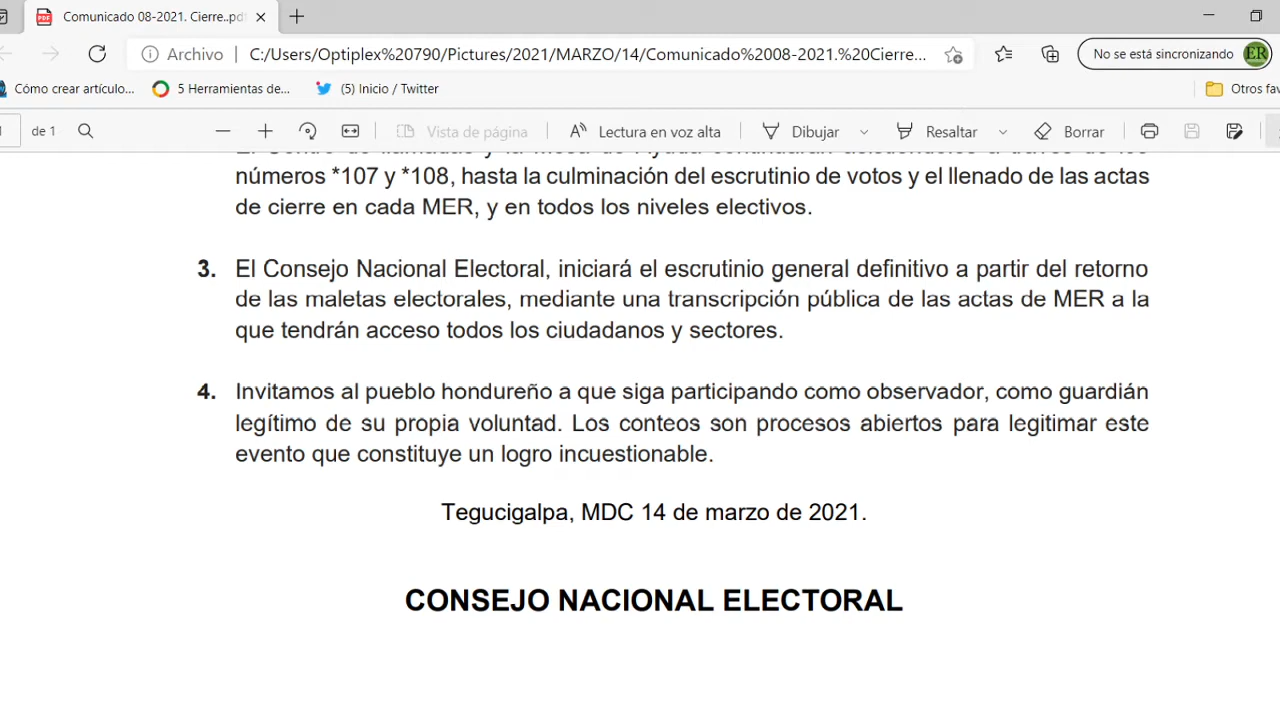 Comunicado 08-2021. Cierre..pdf
Archivo | C:/Users/Optiplex%20790/Pictures/2021/MARZO/14/Comunicado%2008-2021.%20Cierre...
No se está sincronizando ER
Cómo crear artículo...
5 Herramientas de...
(5) Inicio / Twitter
Otros fav
de 1
Vista de página
Lectura en voz alta
Dibujar
Resaltar
Borrar
números *107 y *108, hasta la culminación del escrutinio de votos y el llenado de las actas
de cierre en cada MER, y en todos los niveles electivos.
3. El Consejo Nacional Electoral, iniciará el escrutinio general definitivo a partir del retorno
de las maletas electorales, mediante una transcripción pública de las actas de MER a la
que tendrán acceso todos los ciudadanos y sectores.
4. Invitamos al pueblo hondureño a que siga participando como observador, como guardián
legítimo de su propia voluntad. Los conteos son procesos abiertos para legitimar este
evento que constituye un logro incuestionable.
Tegucigalpa, MDC 14 de marzo de 2021.
CONSEJO NACIONAL ELECTORAL